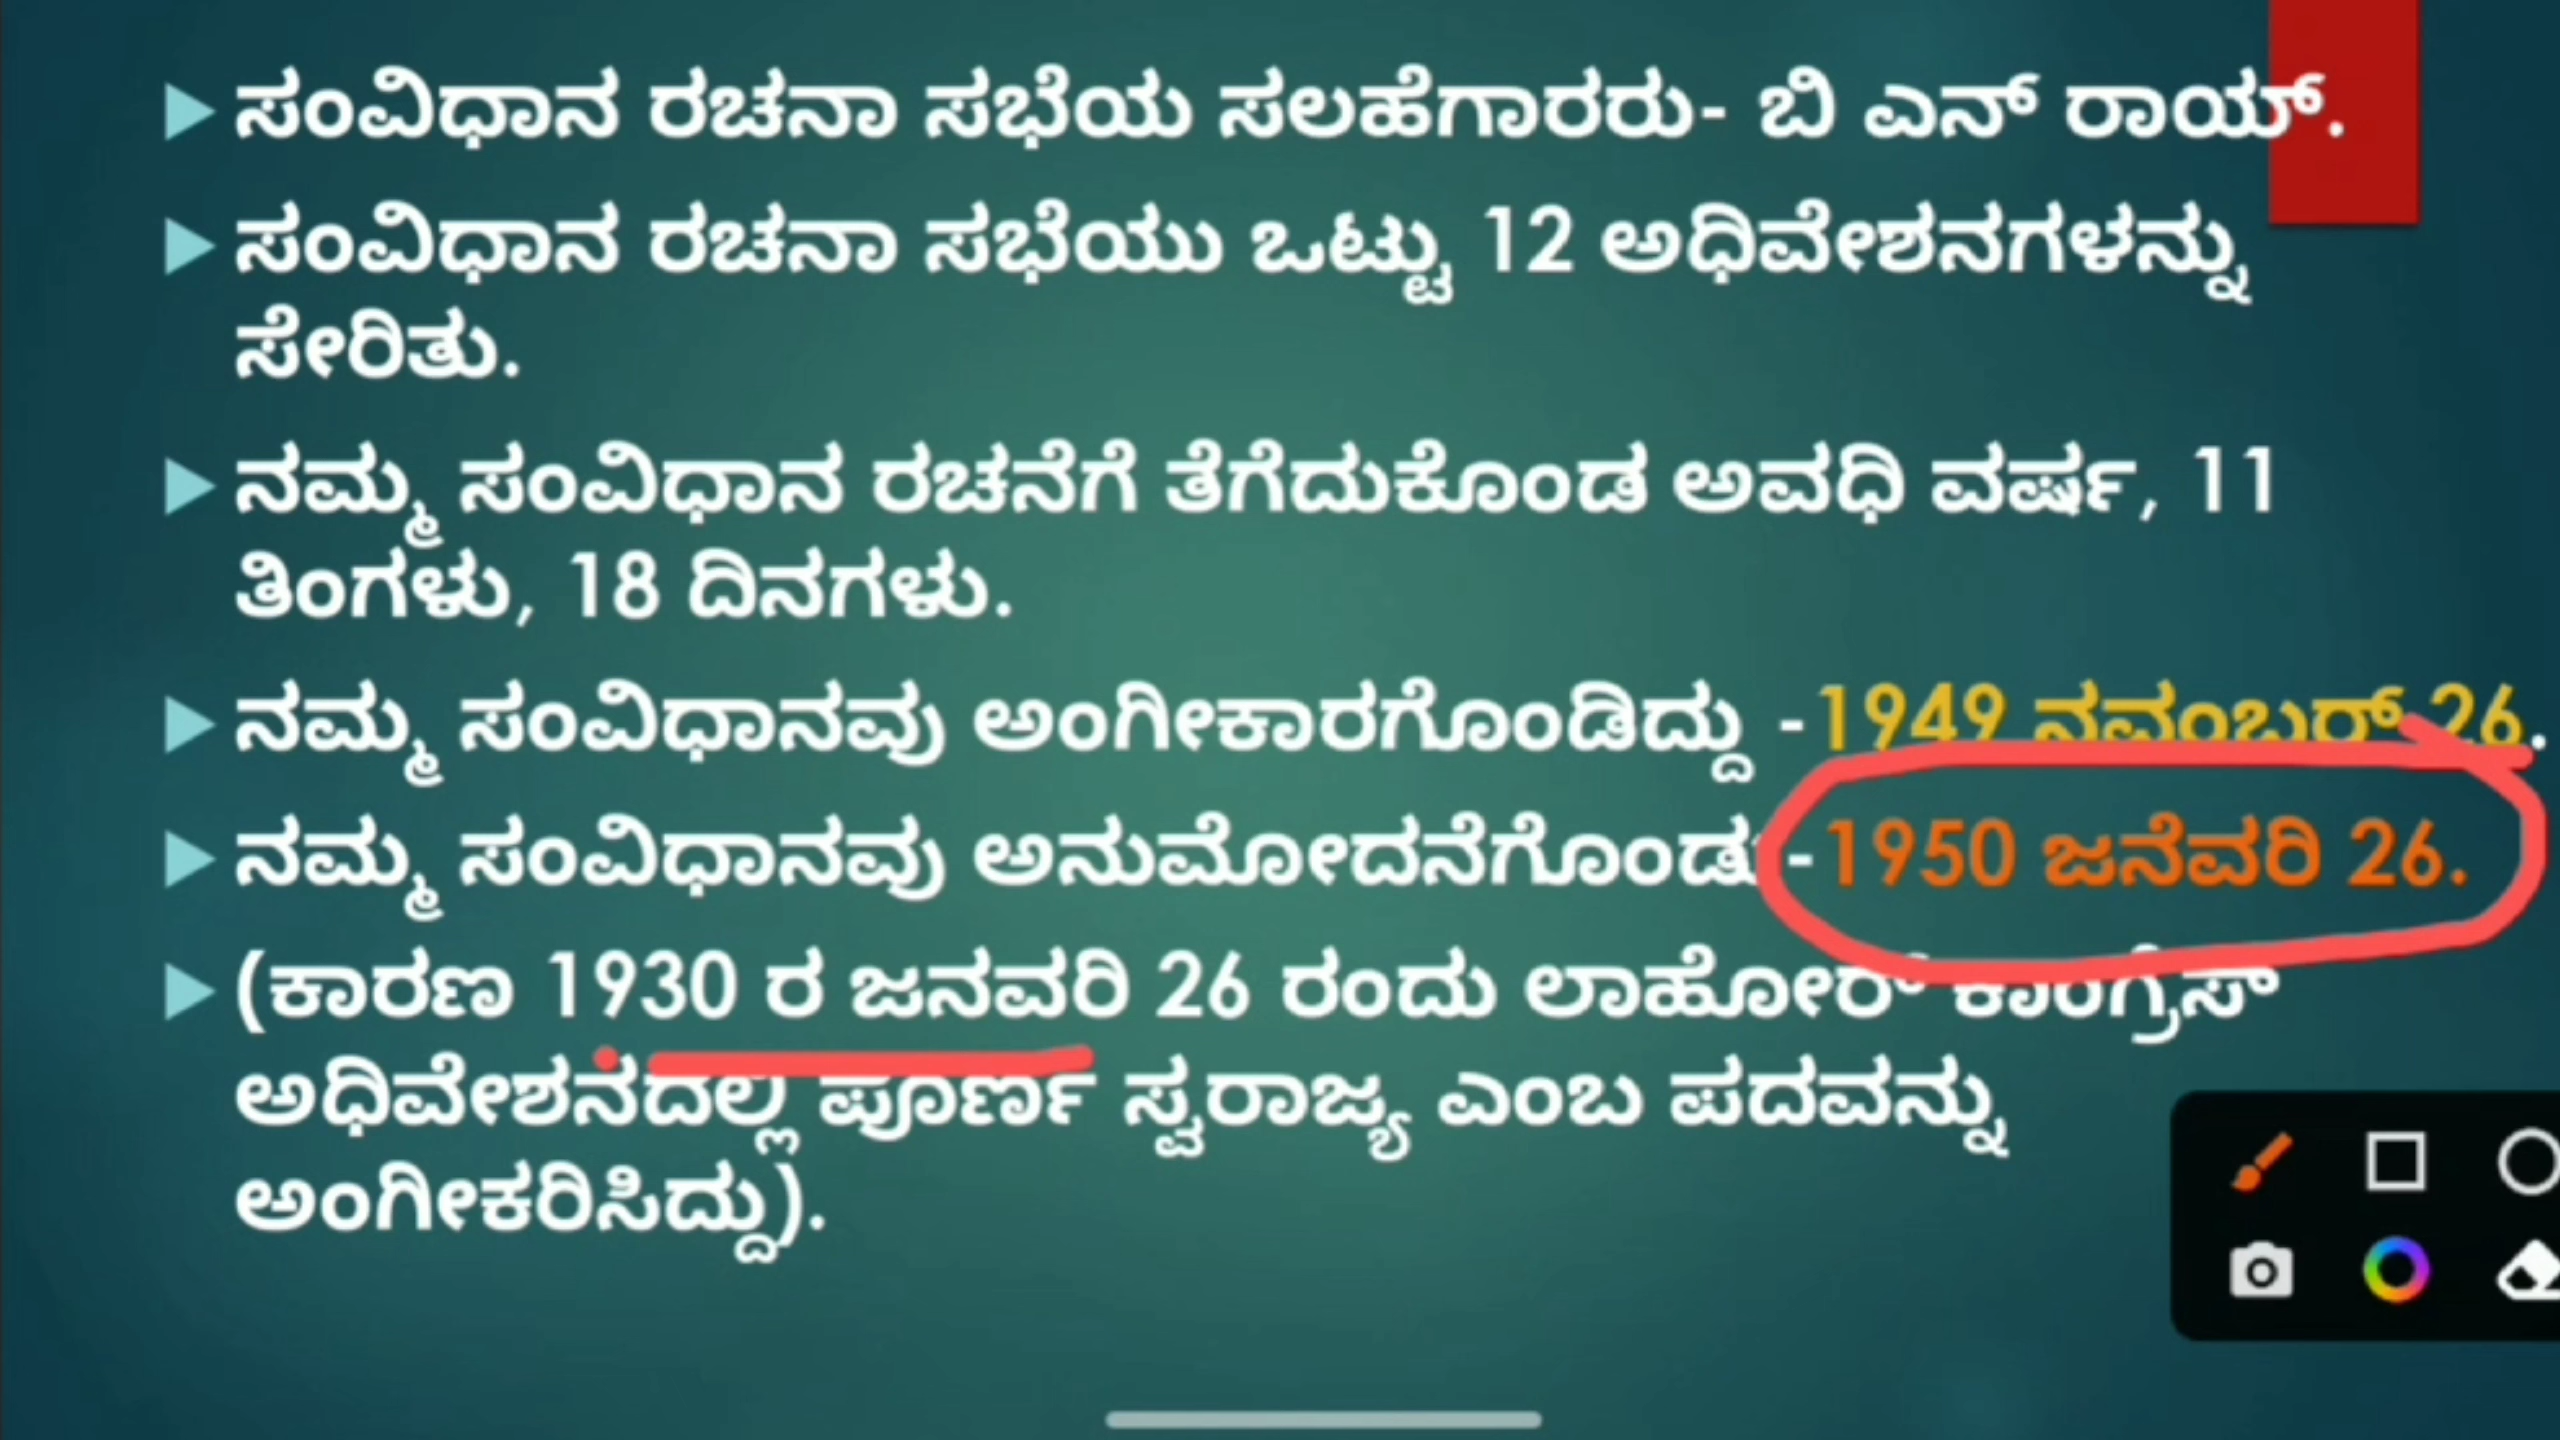 ಸಂವಿಧಾನ ರಚನಾ ಸಭೆಯ ಸಲಹೆಗಾರರು- ಬಿ ಎನ್ ರಾಯ್.
ಸಂವಿಧಾನ ರಚನಾ ಸಭೆಯು ಒಟ್ಟು 12 ಅಧಿವೇಶನಗಳನ್ನು
ಸೇರಿತು.
ನಮ್ಮ ಸಂವಿಧಾನ ರಚನೆಗೆ ತೆಗೆದುಕೊಂಡ ಅವಧಿ ವರ್ಷ, 11
ತಿಂಗಳು, 18 ದಿನಗಳು.
ನಮ್ಮ ಸಂವಿಧಾನವು ಅಂಗೀಕಾರಗೊಂಡಿದ್ದು -1949 ನವಂಬರ್ 26.
ನಮ್ಮ ಸಂವಿಧಾನವು ಅನುಮೋದನೆಗೊಂಡು-1950 ಜನೆವರಿ 26.
(ಕಾರಣ 1930 ರ ಜನವರಿ 26 ರಂದು ಲಾಹೋರ್ ಕಾಂಗ್ರೆಸ್
ಅಧಿವೇಶನದಲ್ಲಿ ಪೂರ್ಣ ಸ್ವರಾಜ್ಯ ಎಂಬ ಪದವನ್ನು
ಅಂಗೀಕರಿಸಿದ್ದು).